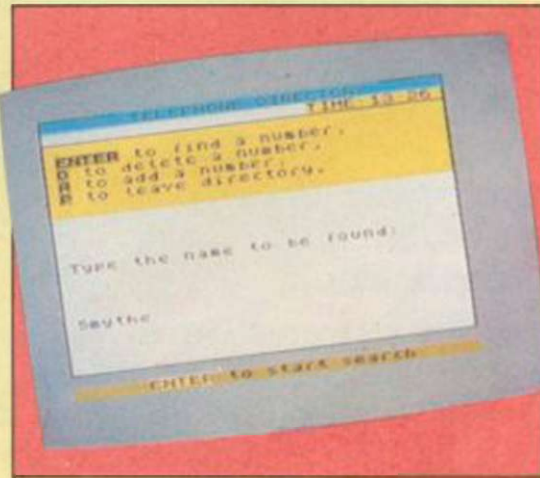 TELEPHONE DIRECTORY
TIME 13 06
ENTER to find a number.
D to delete a number.
A to add a number.
to leave directory.
Type the name to be found:
Smythe
ENTER to start search